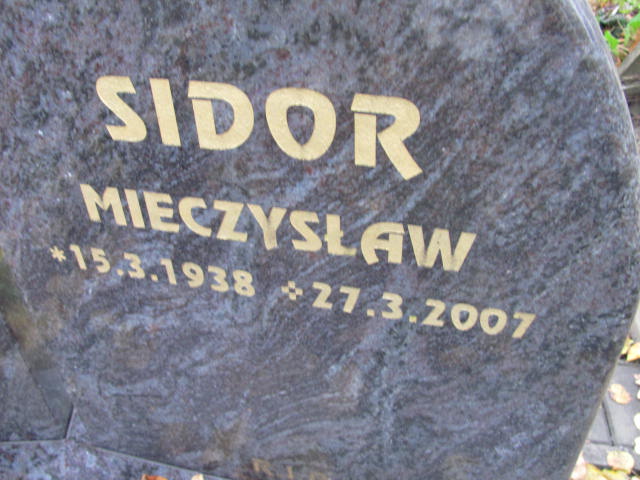 SIDOR
MIECZYSŁAW
*15.3.1938 ✢27.3.2007